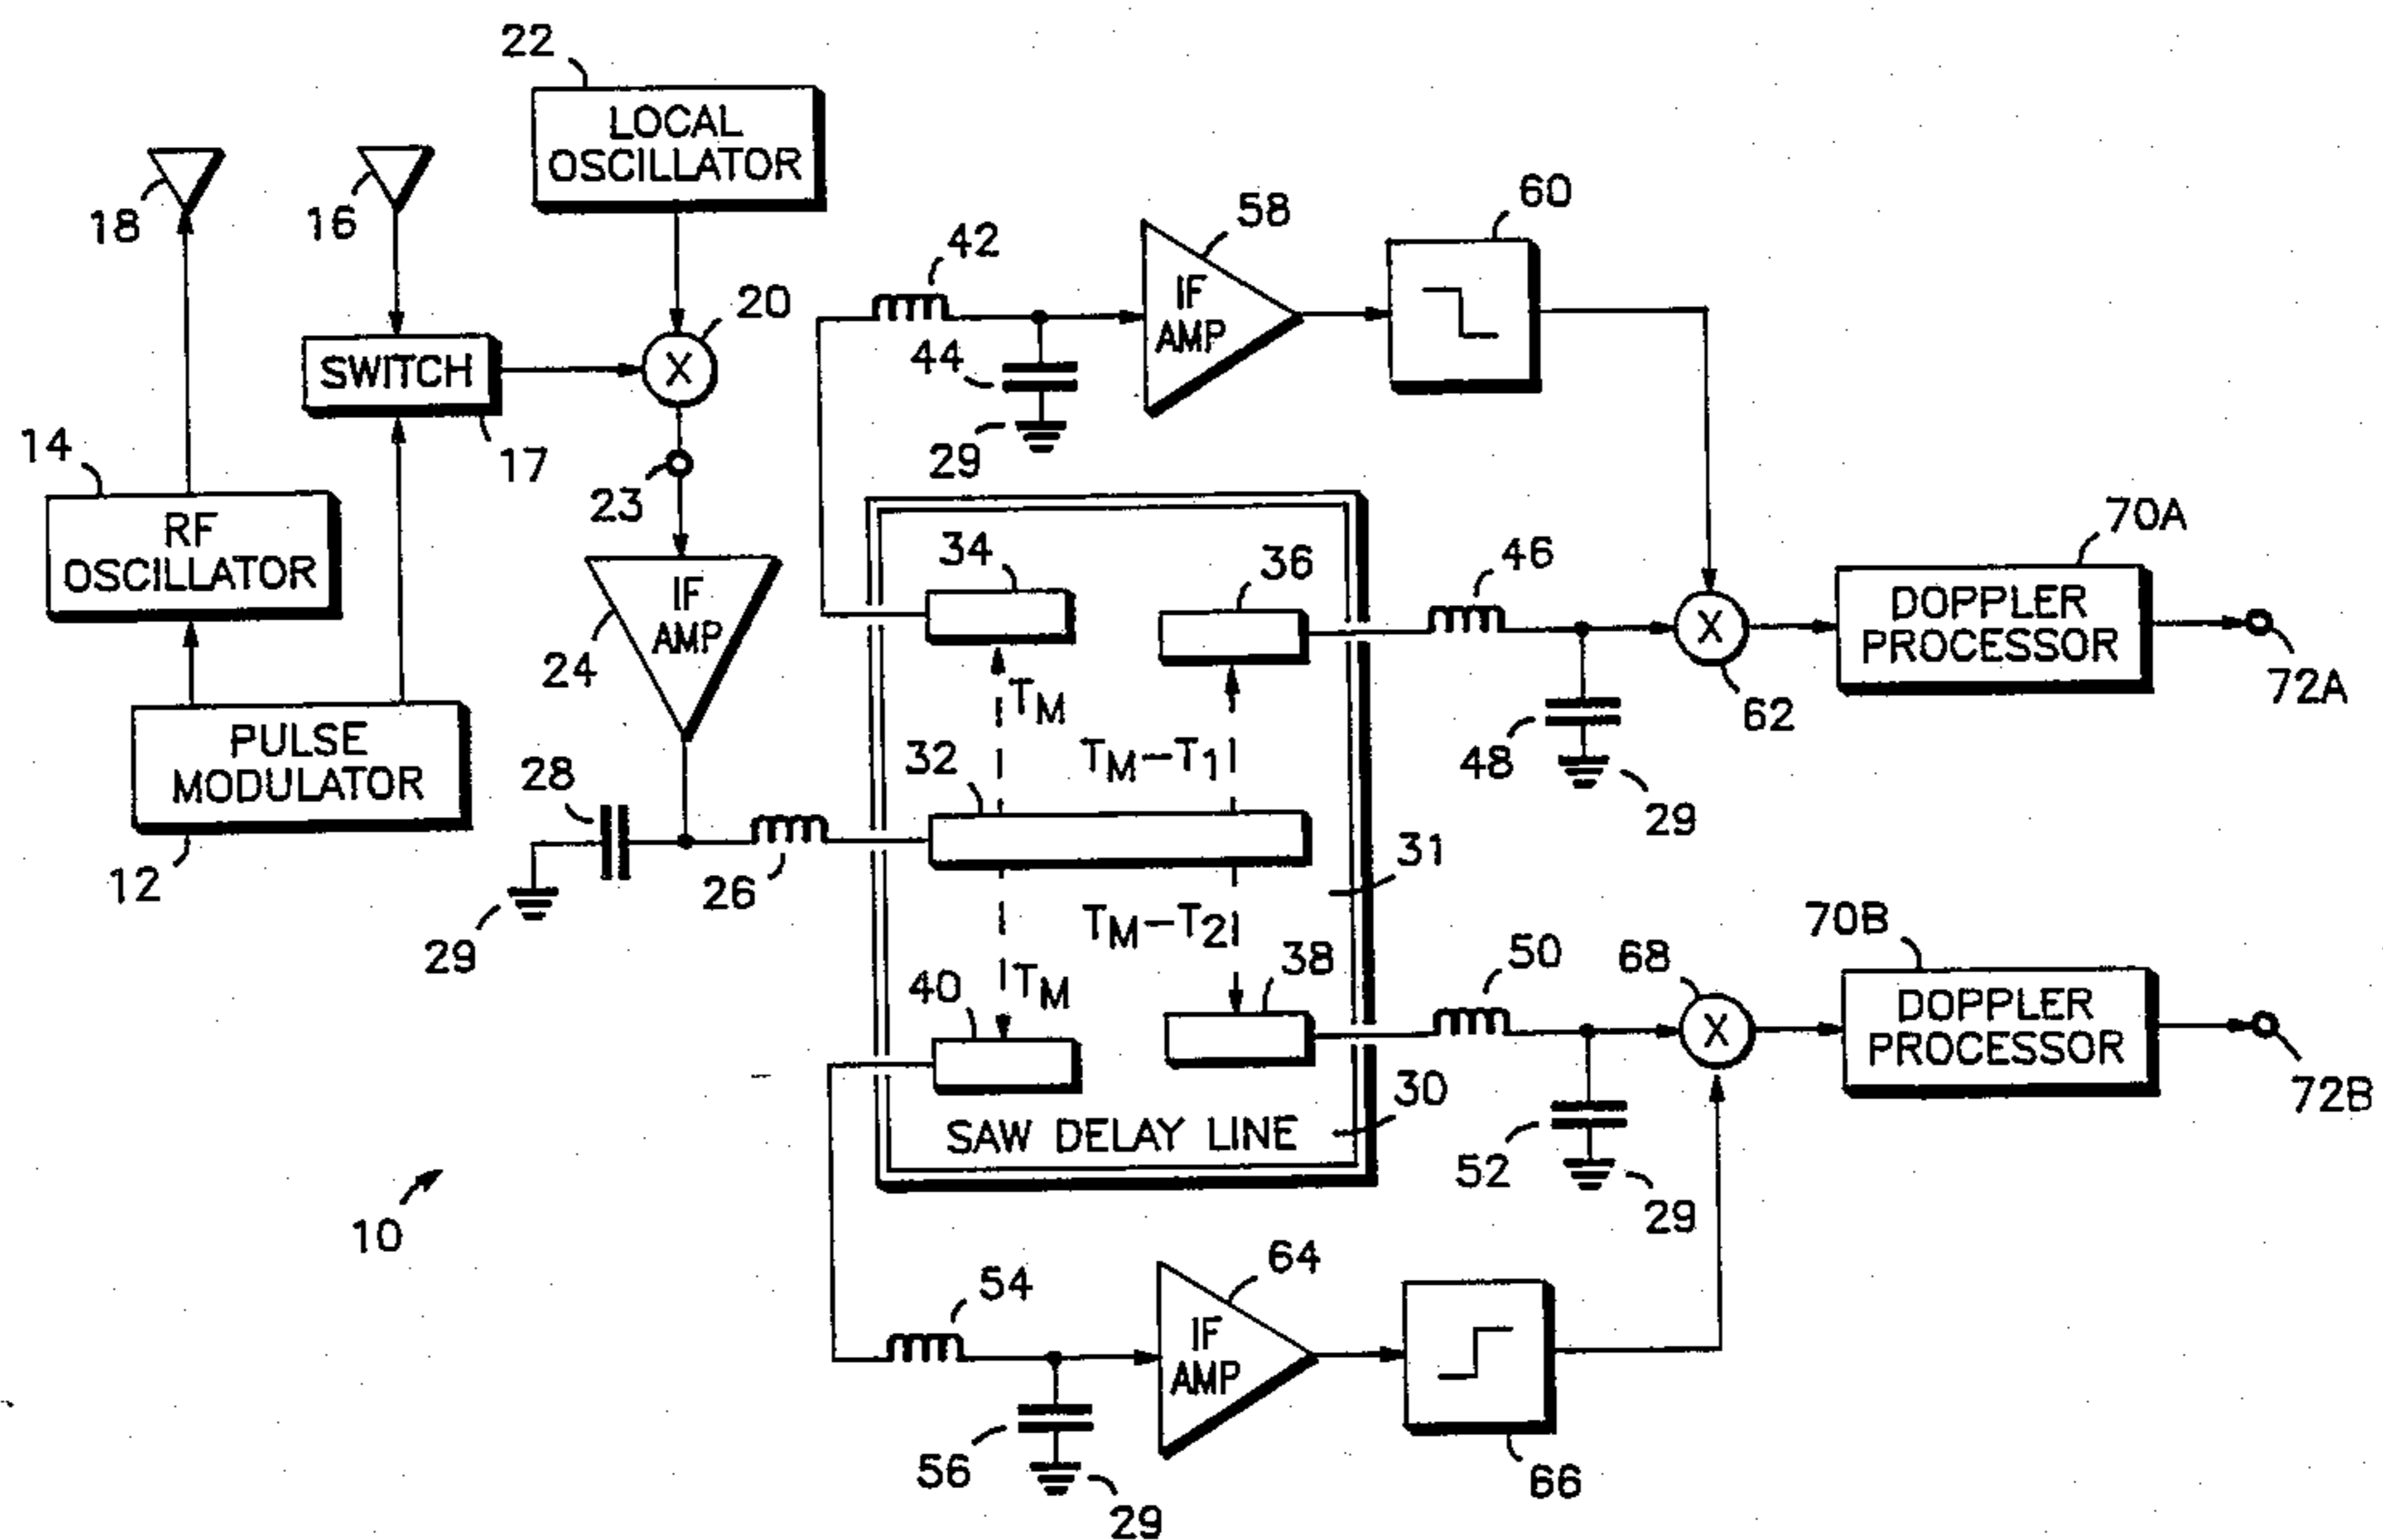 22
LOCAL
OSCILLATOR
18
16
20
SWITCH
17
14
RF
OSCILLATOR
23
IF
AMP
24
PULSE
MODULATOR
12
28
29
26
10
42
44
29
58
IF
AMP
60
34
36
TM
TM-T1
32
31
TM-T2
TM
40
38
SAW DELAY LINE
30
46
48
29
62
70A
DOPPLER
PROCESSOR
72A
50
52
29
68
70B
DOPPLER
PROCESSOR
72B
54
56
29
64
IF
AMP
66